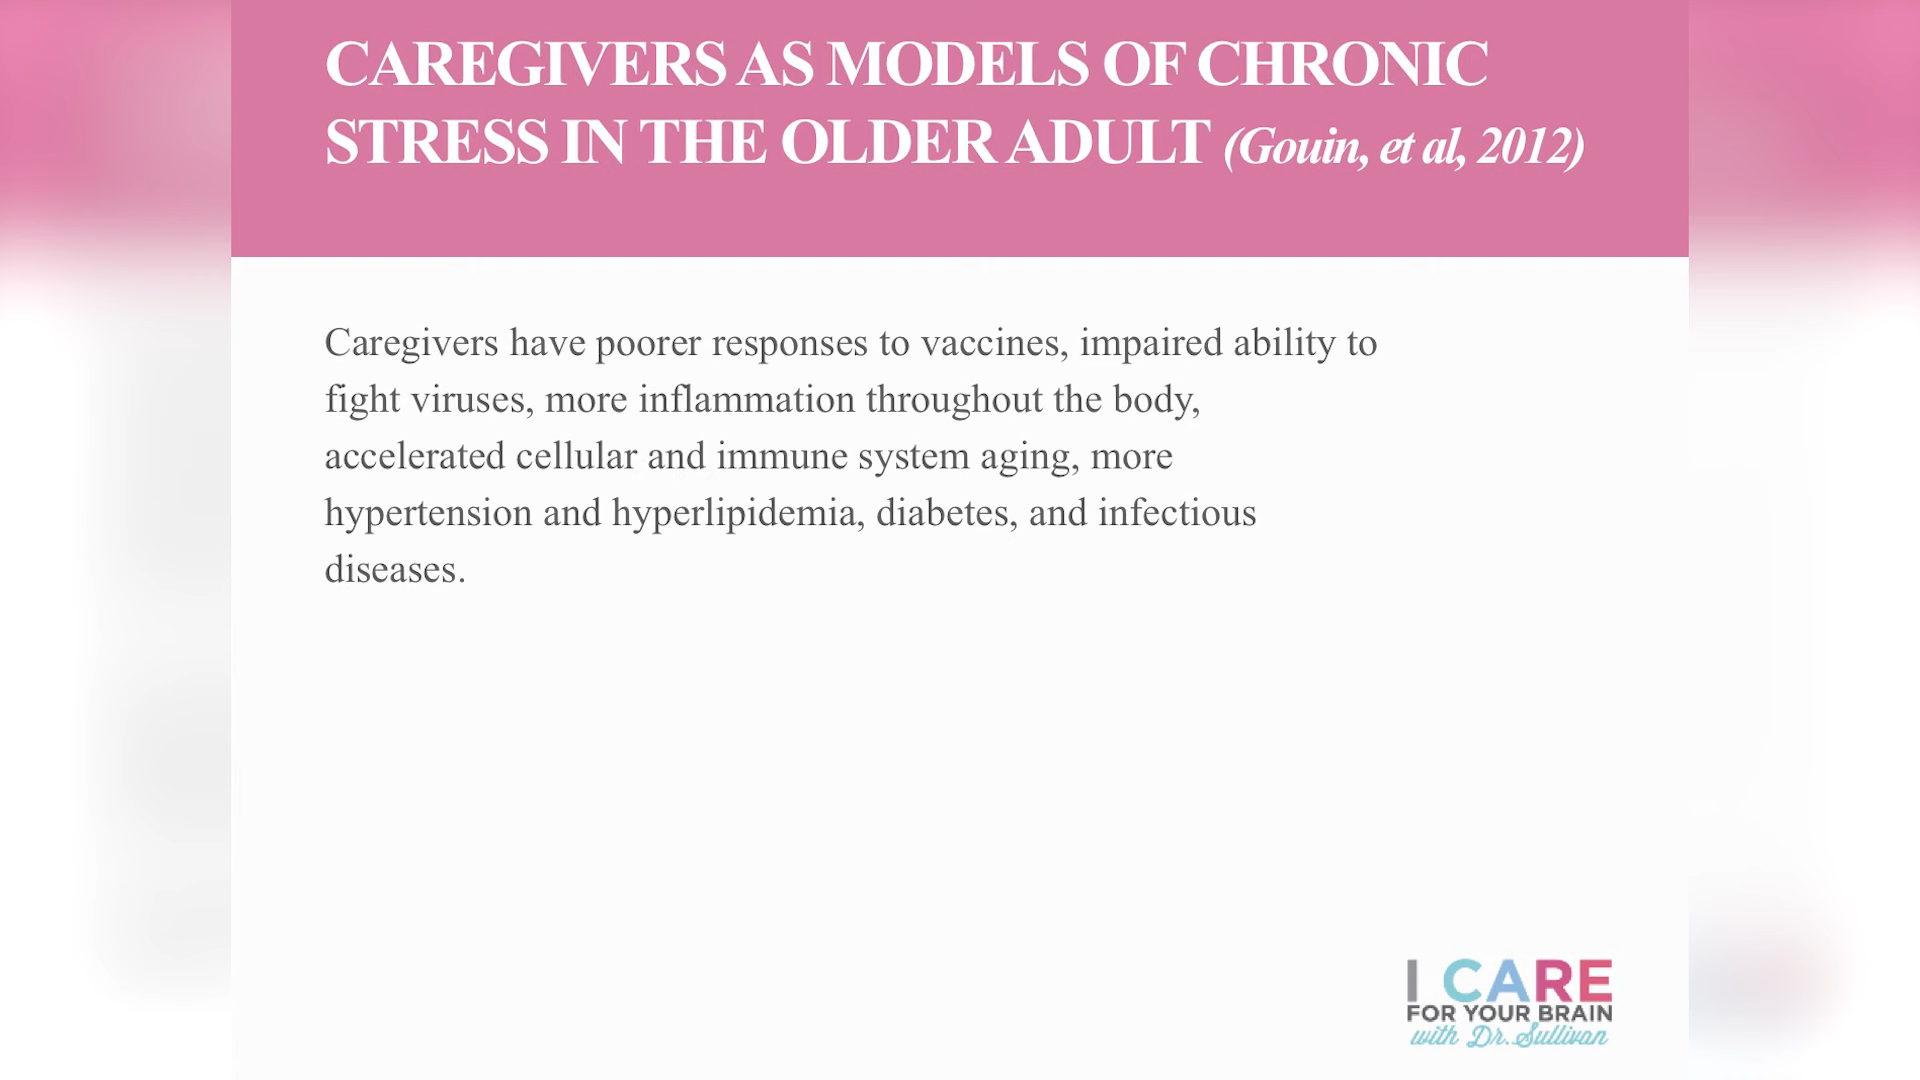 CAREGIVERS AS MODELS OF CHRONIC
STRESS IN THE OLDER ADULT (Gouin, et al, 2012)
Caregivers have poorer responses to vaccines, impaired ability to
fight viruses, more inflammation throughout the body,
accelerated cellular and immune system aging, more
hypertension and hyperlipidemia, diabetes, and infectious
diseases.
I CARE
FOR YOUR BRAIN
with Dr. Sullivan